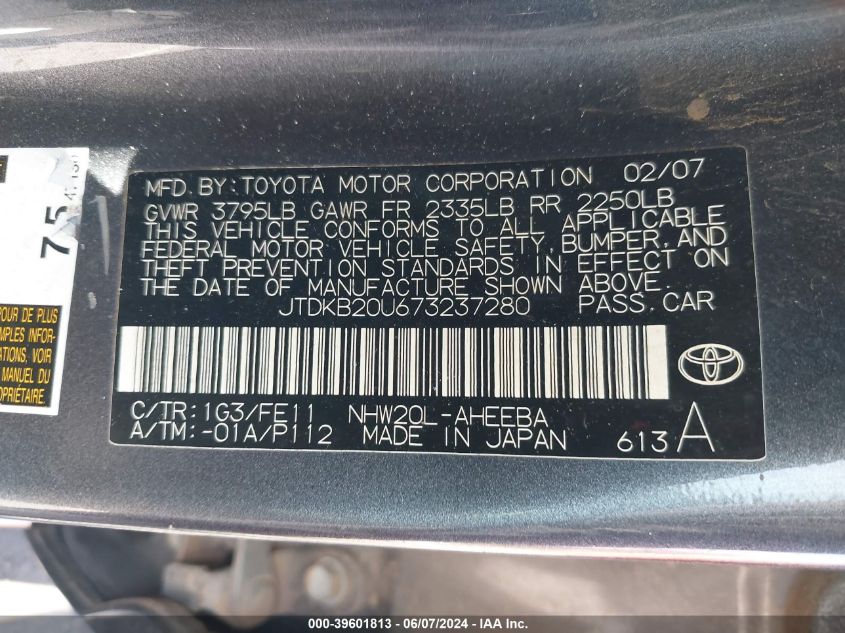 MFD. BY: TOYOTA MOTOR CORPORATION 02/07
GVWR 3795LB GAWR FR 2335LB RR 2250LB
THIS VEHICLE CONFORMS TO ALL APPLICABLE
FEDERAL MOTOR VEHICLE SAFETY, BUMPER, AND
THEFT PREVENTION STANDARDS IN EFFECT ON
THE DATE OF MANUFACTURE SHOWN ABOVE.
JTDKB20U673237280 PASS. CAR
C/TR: 1G3/FE11 NHW20L-AHEEBA
A/TM: -01A/P112 MADE IN JAPAN 613 A
75
POUR DE PLUS
MPLES INFOR-
ATIONS, VOIR
MANUEL DU
OPRIÉTAIRE.
000-39601813 - 06/07/2024 - IAA, Inc.